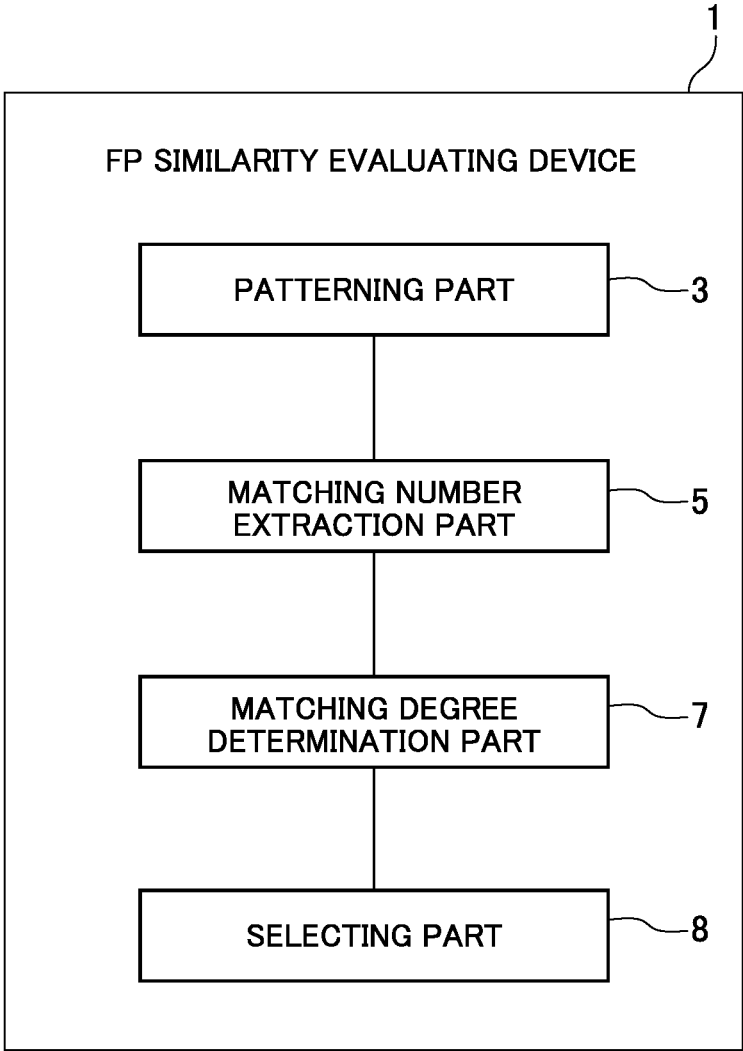 1
FP SIMILARITY EVALUATING DEVICE
PATTERNING PART
3
MATCHING NUMBER
EXTRACTION PART
5
MATCHING DEGREE
DETERMINATION PART
7
SELECTING PART
8